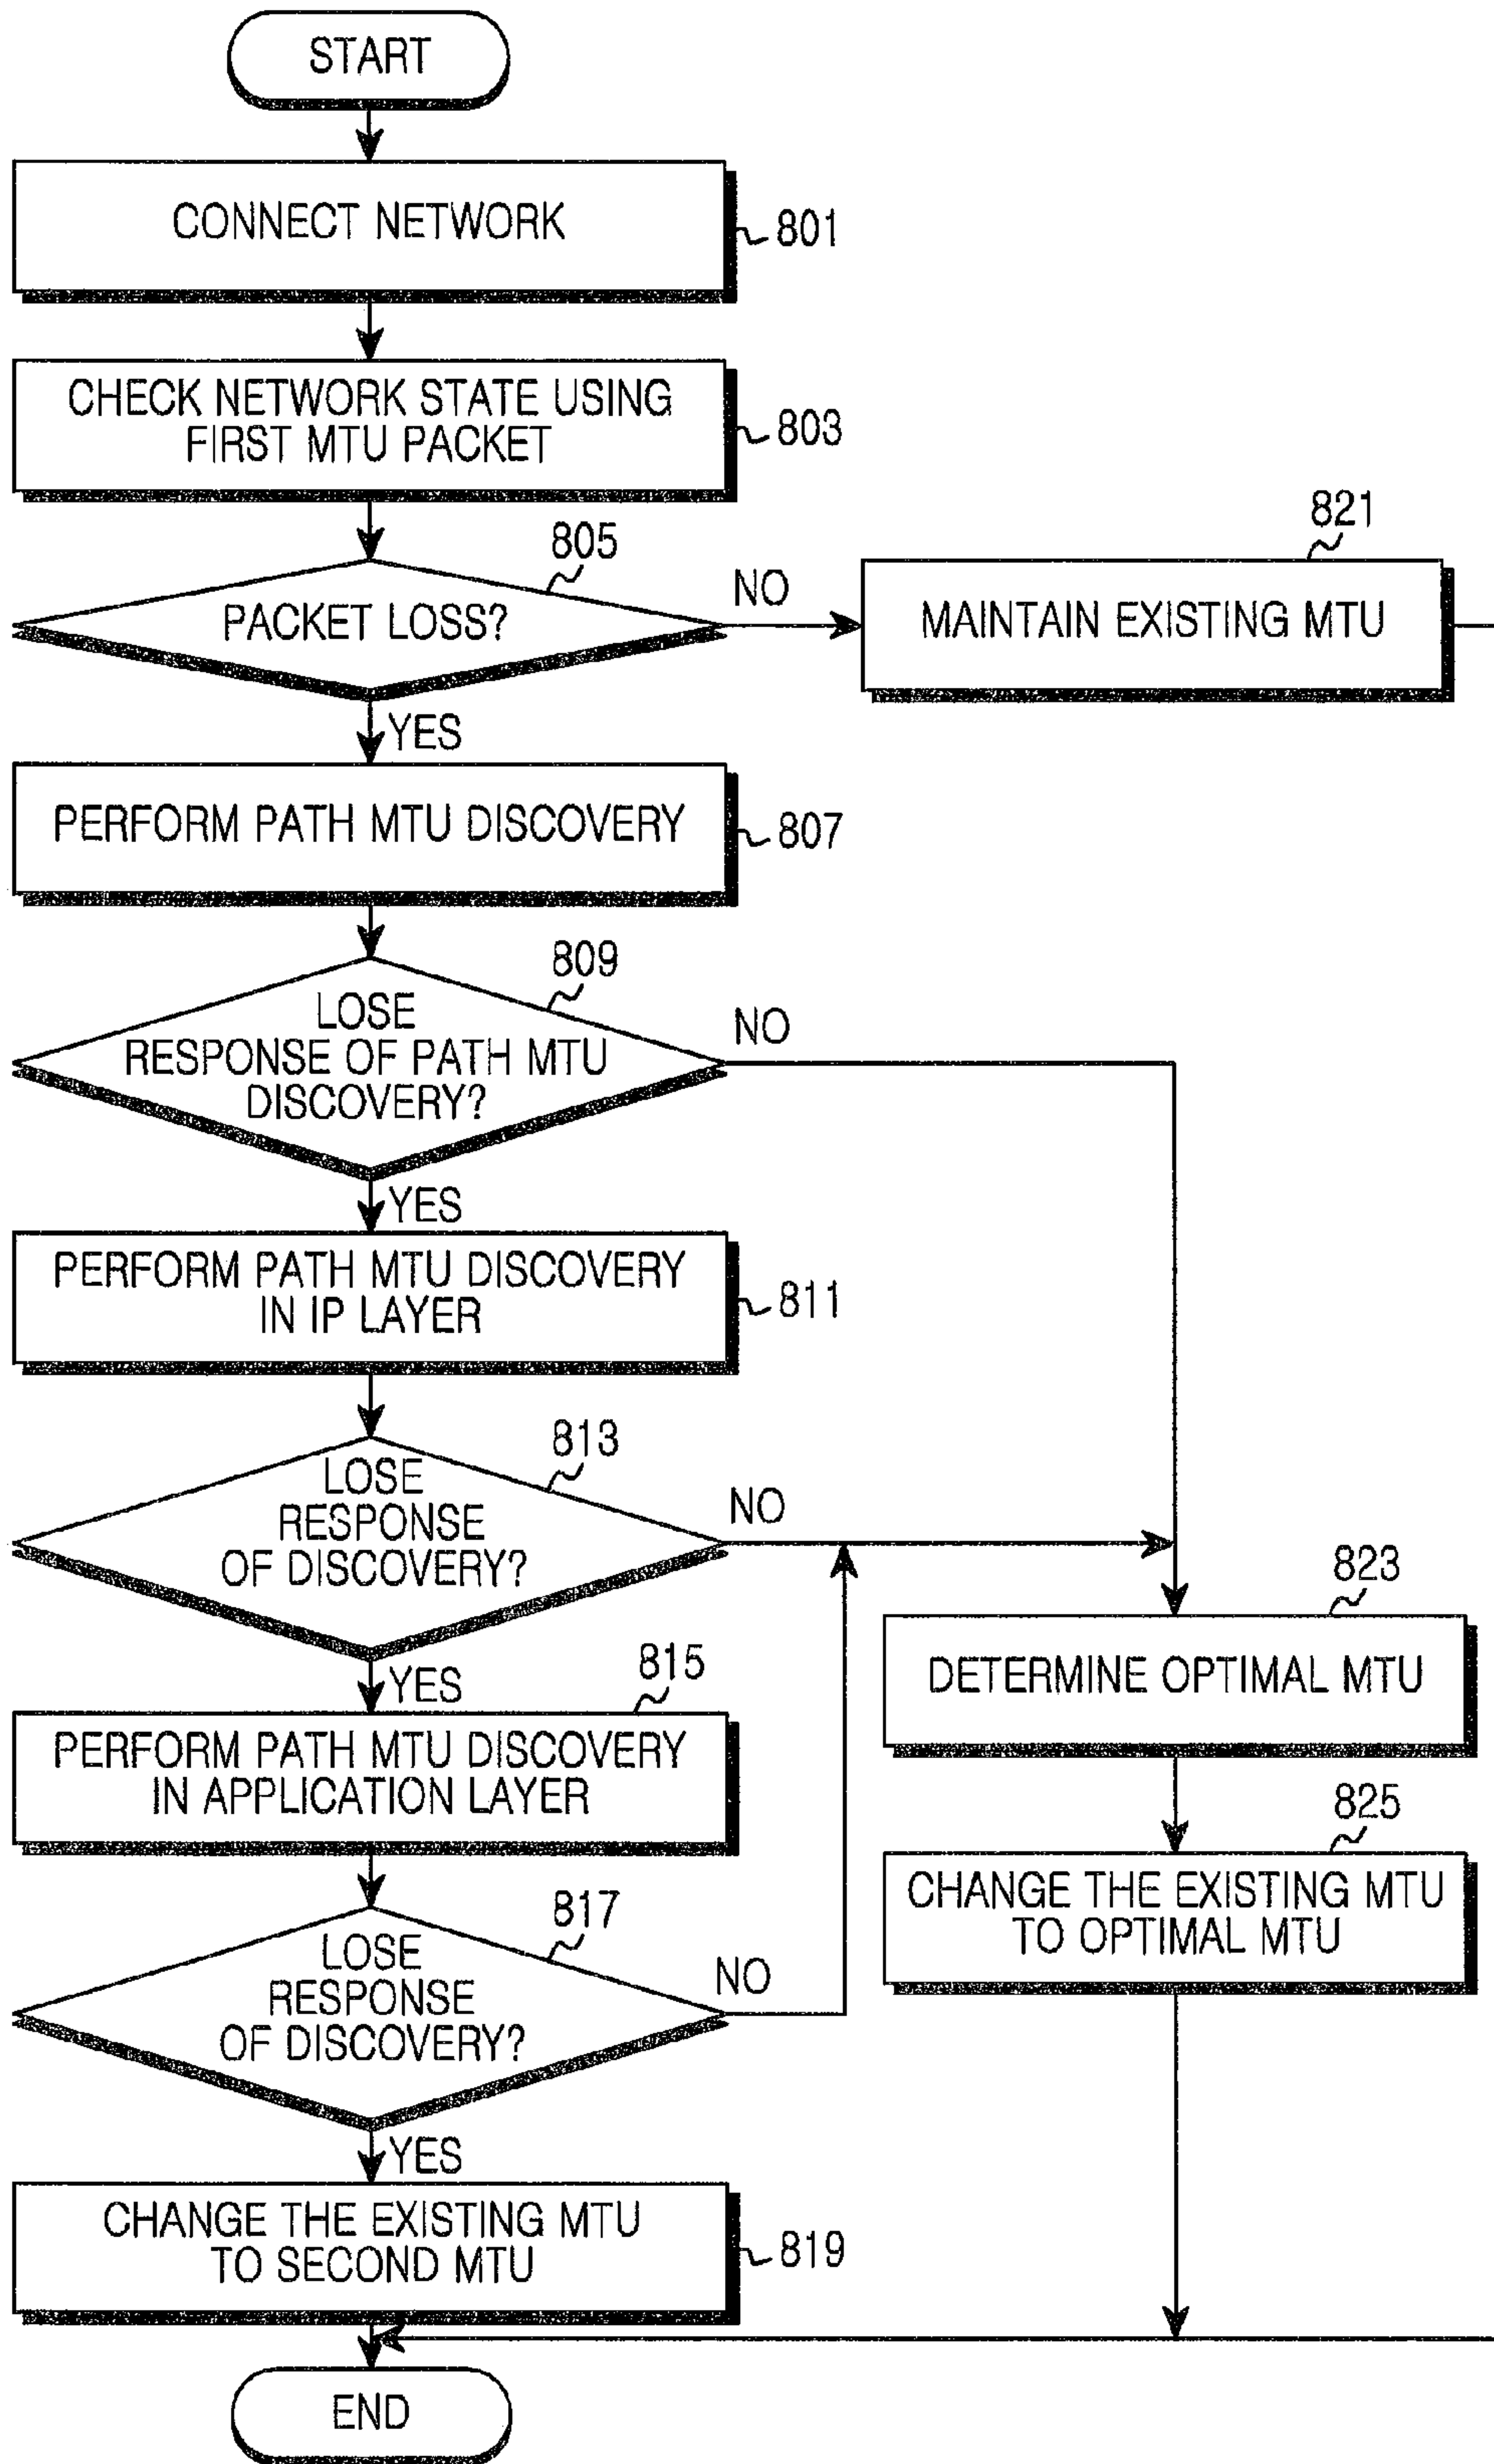 START
CONNECT NETWORK
801
CHECK NETWORK STATE USING
FIRST MTU PACKET
803
805
PACKET LOSS?
NO
821
MAINTAIN EXISTING MTU
YES
PERFORM PATH MTU DISCOVERY
807
809
LOSE
RESPONSE OF PATH MTU
DISCOVERY?
NO
YES
PERFORM PATH MTU DISCOVERY
IN IP LAYER
811
813
LOSE
RESPONSE
OF DISCOVERY?
NO
823
DETERMINE OPTIMAL MTU
YES
815
PERFORM PATH MTU DISCOVERY
IN APPLICATION LAYER
825
CHANGE THE EXISTING MTU
TO OPTIMAL MTU
817
LOSE
RESPONSE
OF DISCOVERY?
NO
YES
CHANGE THE EXISTING MTU
TO SECOND MTU
819
END